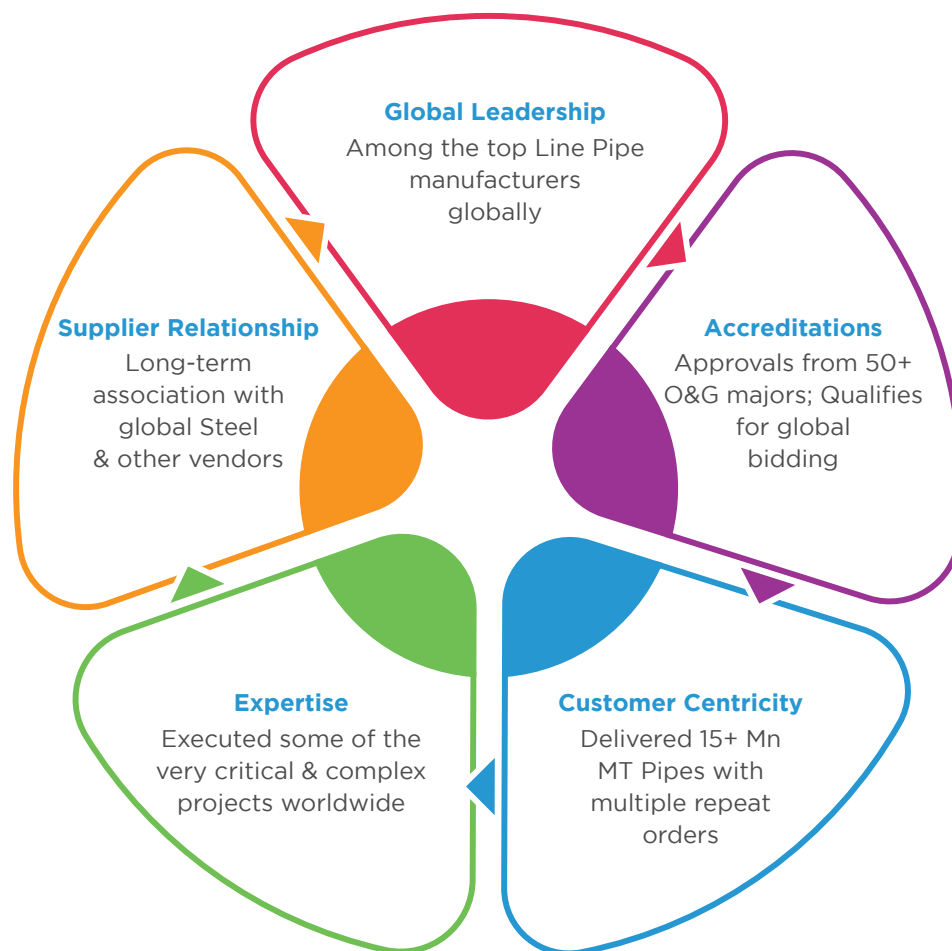 Global Leadership
Among the top Line Pipe
manufacturers
globally
Supplier Relationship
Long-term
association with
global Steel
& other vendors
Accreditations
Approvals from 50+
O&G majors; Qualifies
for global
bidding
Expertise
Executed some of the
very critical & complex
projects worldwide
Customer Centricity
Delivered 15+ Mn
MT Pipes with
multiple repeat
orders